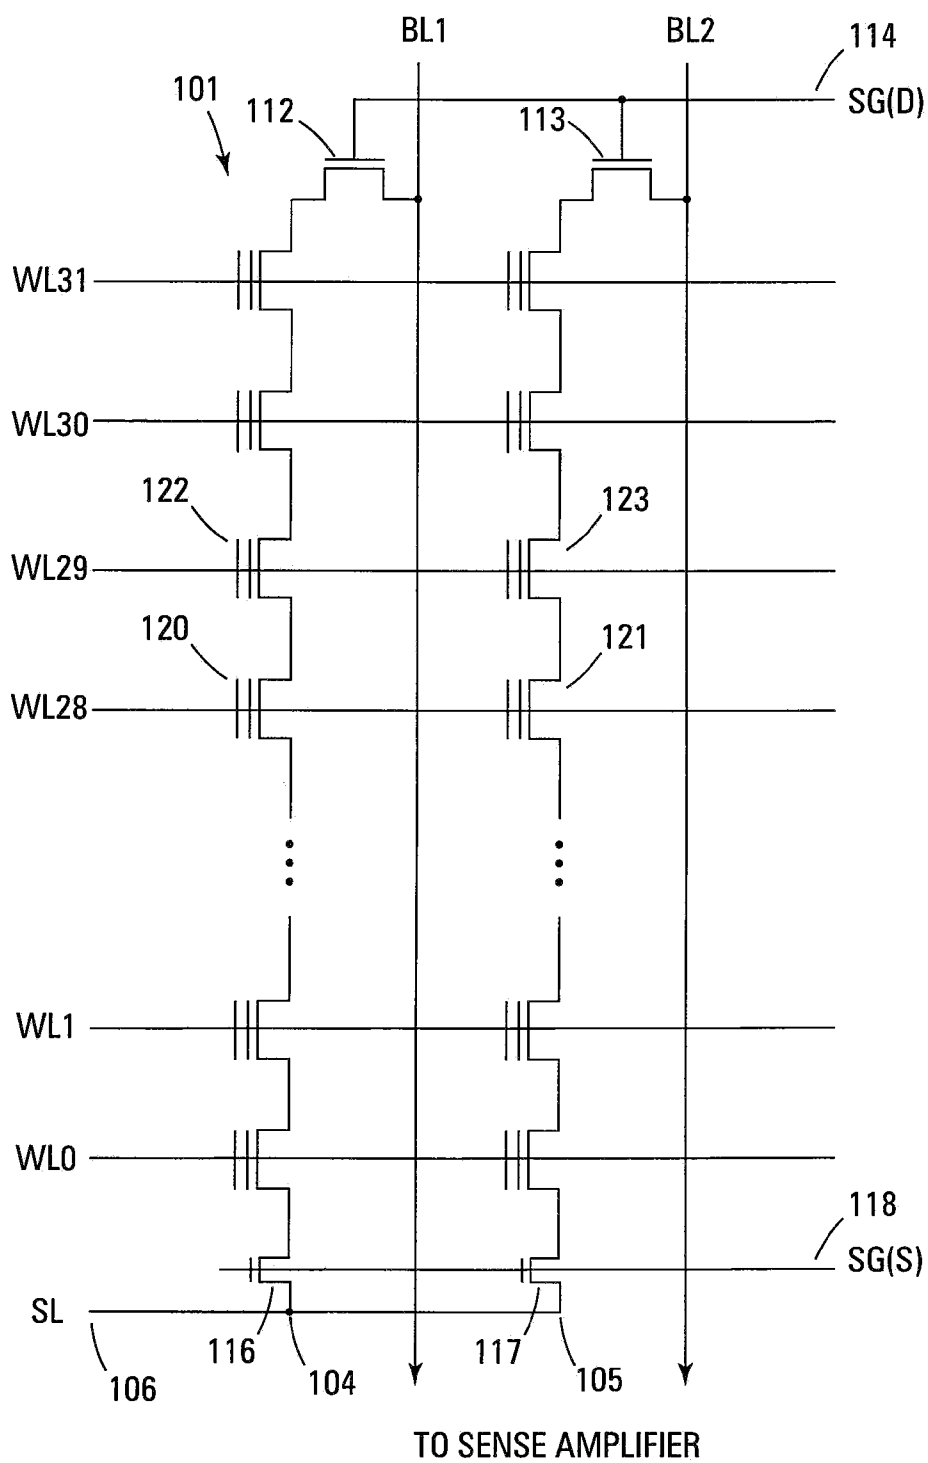 BL1 BL2
114
101 112 113 SG(D)
WL31
WL30
122 123
WL29
120 121
WL28
WL1
WL0
118
SG(S)
SL
116 104 117 105
106
TO SENSE AMPLIFIER